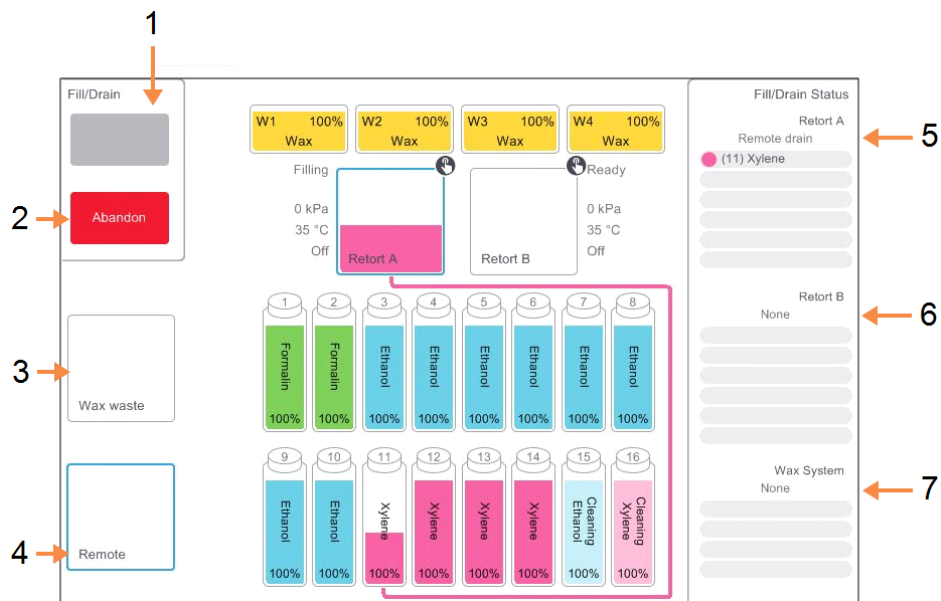 1
Fill/Drain
Abandon
2
3
Wax waste
4
Remote
W1 100%
Wax
W2 100%
Wax
W3 100%
Wax
W4 100%
Wax
Filling
0 kPa
35 °C
Off
Retort A
Retort B
Ready
0 kPa
35 °C
Off
1 2 3 4 5 6 7 8
Formalin Formalin Ethanol Ethanol Ethanol Ethanol Ethanol Ethanol
100% 100% 100% 100% 100% 100% 100% 100%
9 10 11 12 13 14 15 16
Ethanol Ethanol Xylene Xylene Xylene Xylene Cleaning Ethanol Cleaning Xylene
100% 100% 100% 100% 100% 100% 100% 100%
Fill/Drain Status
Retort A
Remote drain
(11) Xylene
5
Retort B
None
6
Wax System
None
7